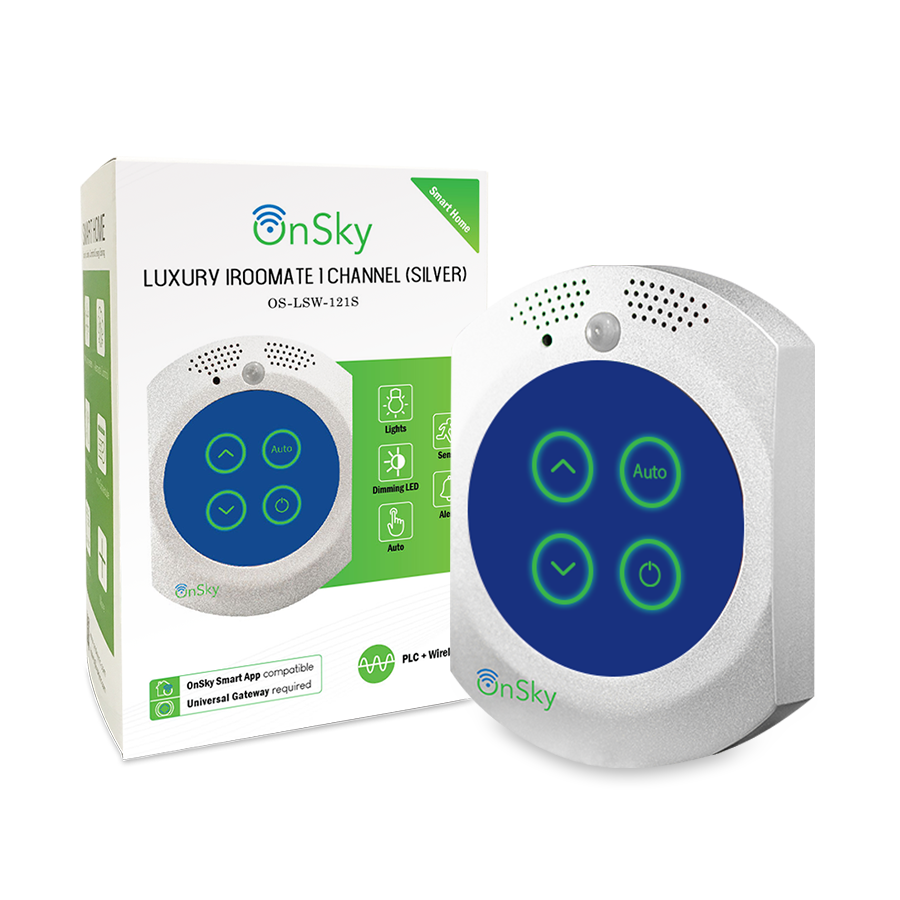 OnSky
Smart Home
LUXURY IROOMATE 1 CHANNEL (SILVER)
OS-LSW-121S
Lights
Dimming LED
Auto
Auto
OnSky
OnSky Smart App compatible
Universal Gateway required
PLC +
Auto
OnSky